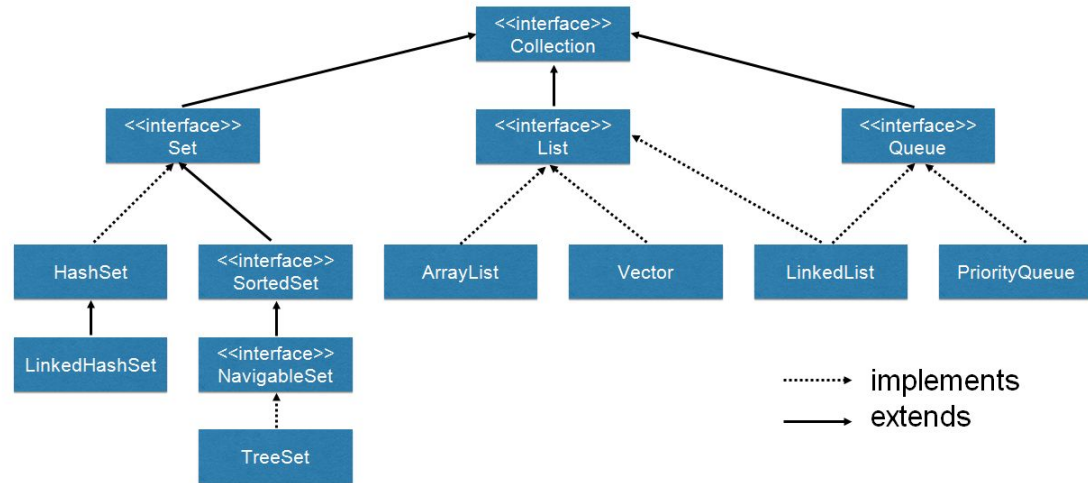 <<interface>>
Collection
<<interface>>
Set
<<interface>>
List
<<interface>>
Queue
HashSet
<<interface>>
SortedSet
ArrayList
Vector
LinkedList
PriorityQueue
LinkedHashSet
<<interface>>
NavigableSet
implements
extends
TreeSet